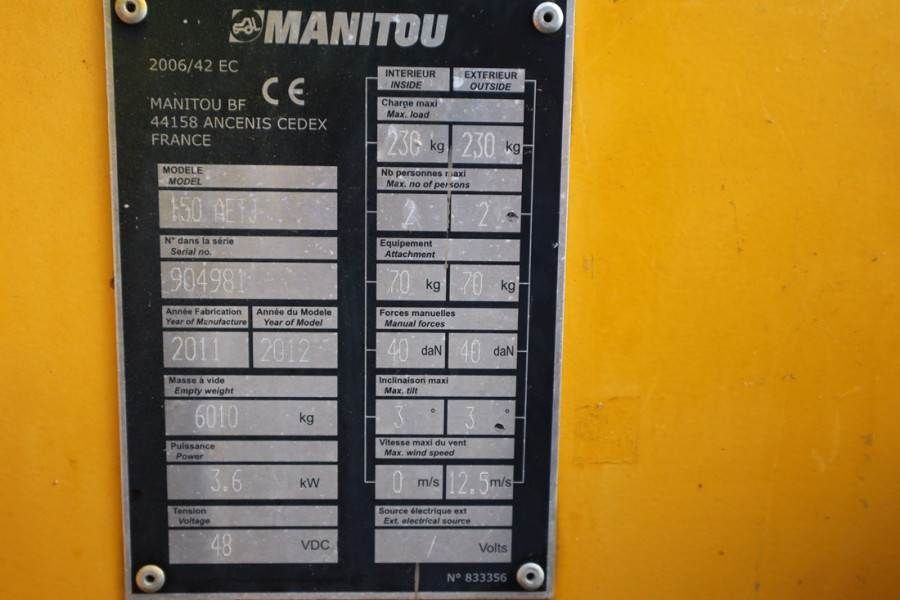 MANITOU
2006/42 EC
CE
MANITOU BF
44158 ANCENIS CEDEX
FRANCE
MODELE
MODEL
150 AETJ
N° dans la série
Serial no.
904981
Année Fabrication Année du Modele
Year of Manufacture Year of Model
2011 2012
Masse à vide
Empty weight
6010 kg
Puissance
Power
3.6 kW
Tension
Voltage
48 VDC
INTERIEUR EXTERIEUR
INSIDE OUTSIDE
Charge maxi
Max. load
230 kg 230 kg
Nb personnes maxi
Max. no of persons
2 2
Equipement
Attachment
70 kg 70 kg
Forces manuelles
Manual forces
40 daN 40 daN
Inclinaison maxi
Max. tilt
3 ° 3 °
Vitesse maxi du vent
Max. wind speed
0 m/s 12.5 m/s
Source électrique ext
Ext. electrical source
/ Volts
N° 833356